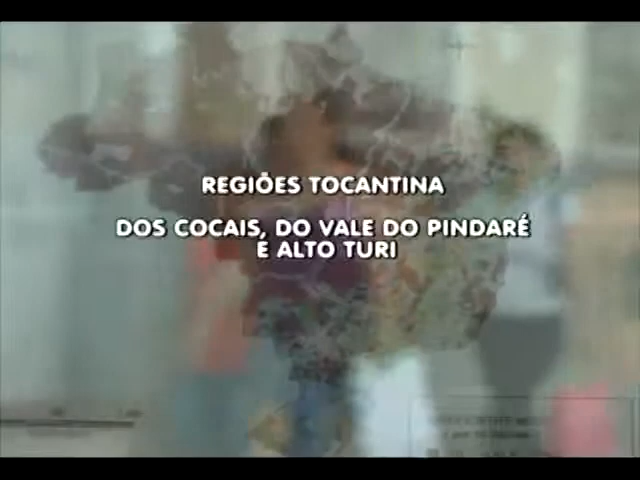 REGIÕES TOCANTINA
DOS COCAIS, DO VALE DO PINDARÉ
E ALTO TURI